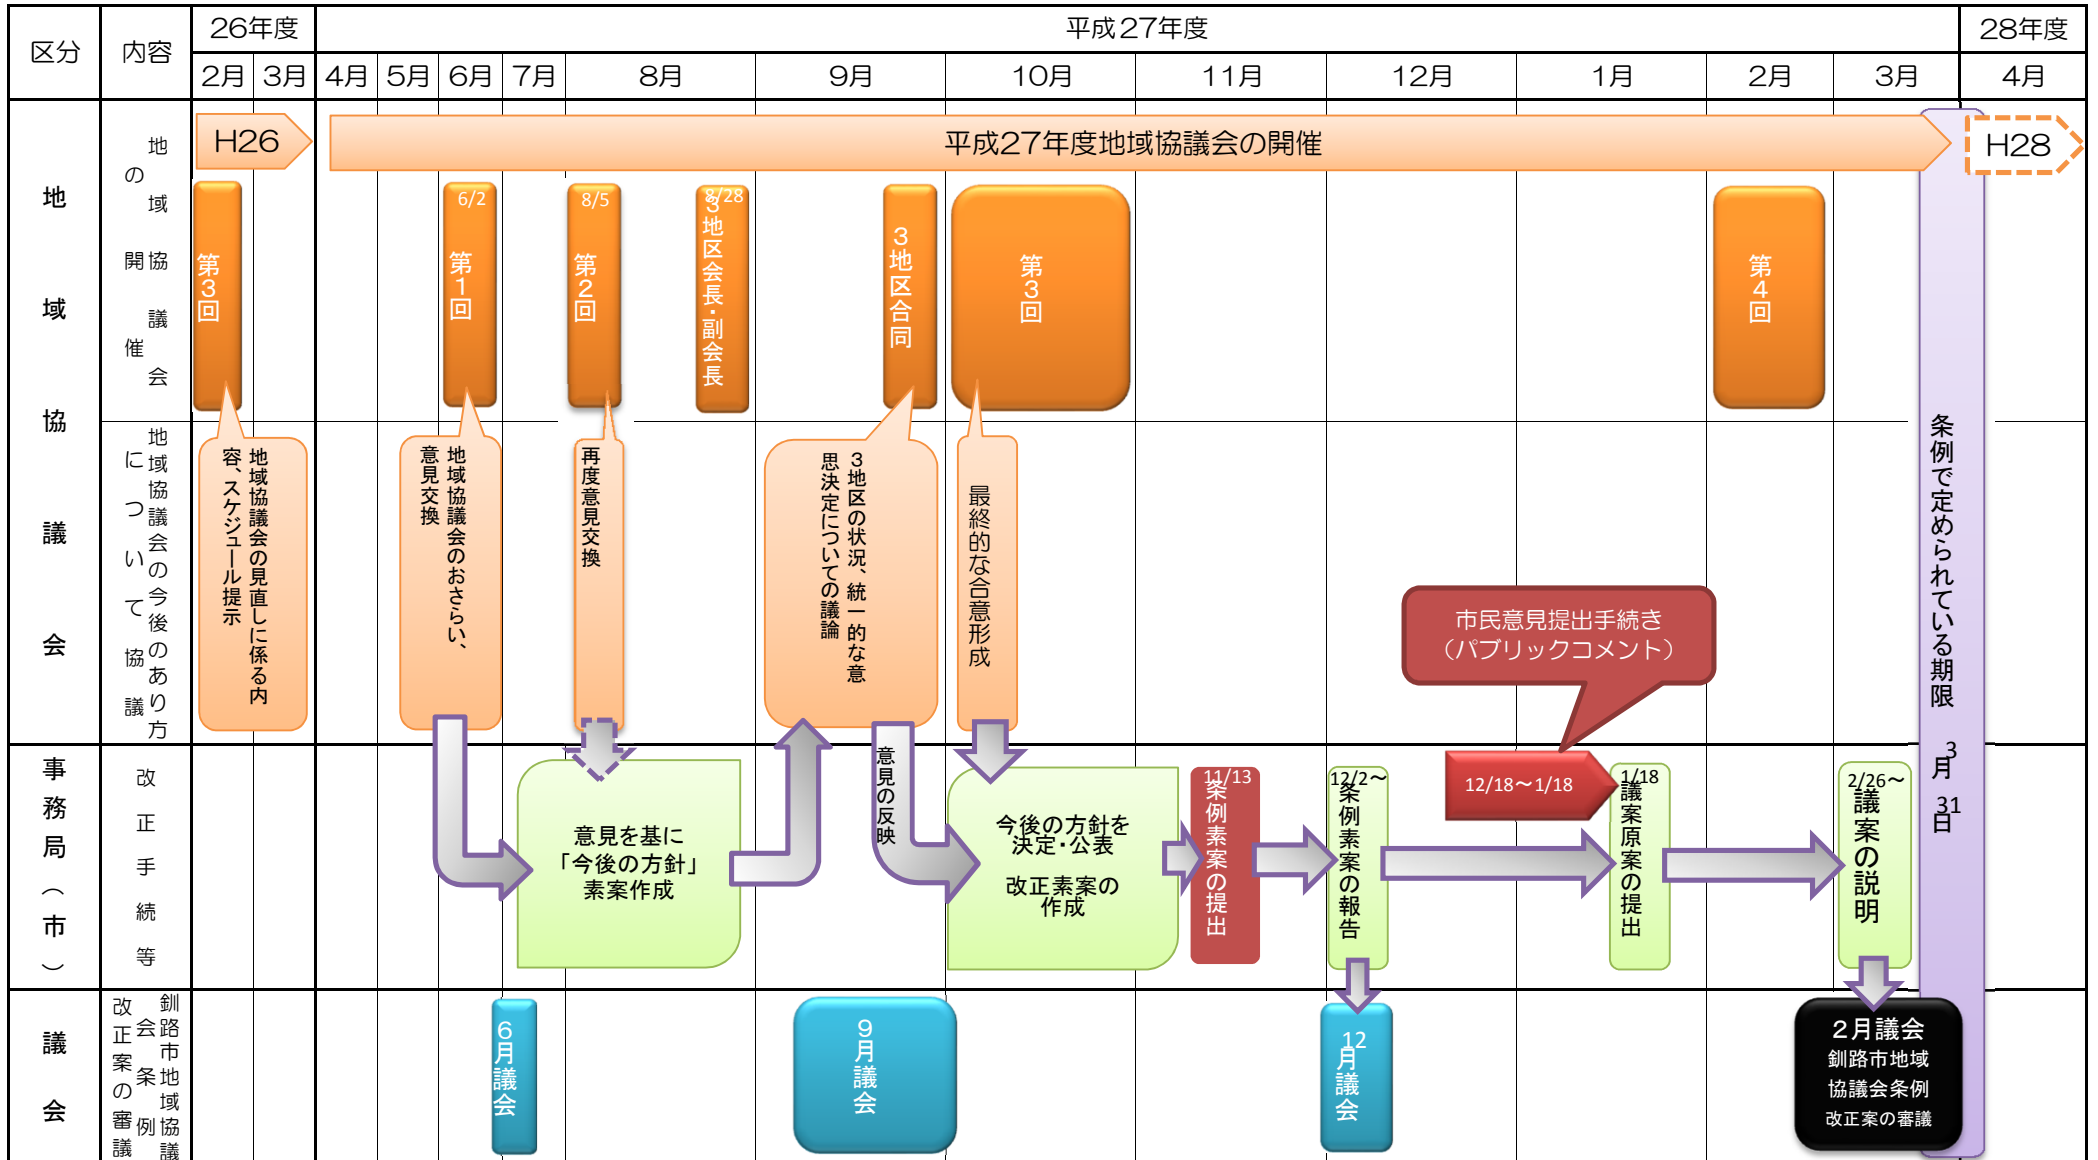 区分
内容
26年度
平成27年度
28年度
2月
3月
4月
5月
6月
7月
8月
9月
10月
11月
12月
1月
2月
3月
4月
地域協議会
地域協議会の開催
H26
平成27年度地域協議会の開催
H28
第3回
6/2
第1回
8/5
第2回
8/28
3地区会長・副会長
3地区合同
第3回
第4回
地域協議会の今後のあり方
について協議
地域協議会の見直しに係る内
容、スケジュール提示
地域協議会のおさらい、
意見交換
再度意見交換
3地区の状況、統一的な意
思決定についての議論
最終的な合意形成
市民意見提出手続き
（パブリックコメント）
条例で定められている期限 3月31日
事務局（市）
改正手続等
意見を基に
「今後の方針」
素案作成
意見の反映
今後の方針を
決定・公表
改正素案の
作成
11/13
条例素案の提出
12/2～
条例素案の報告
12/18～1/18
1/18
議案原案の提出
2/26～
議案の説明
議会
釧路市地域協議
会条例
改正案の審議
6月議会
9月議会
12月議会
2月議会
釧路市地域
協議会条例
改正案の審議